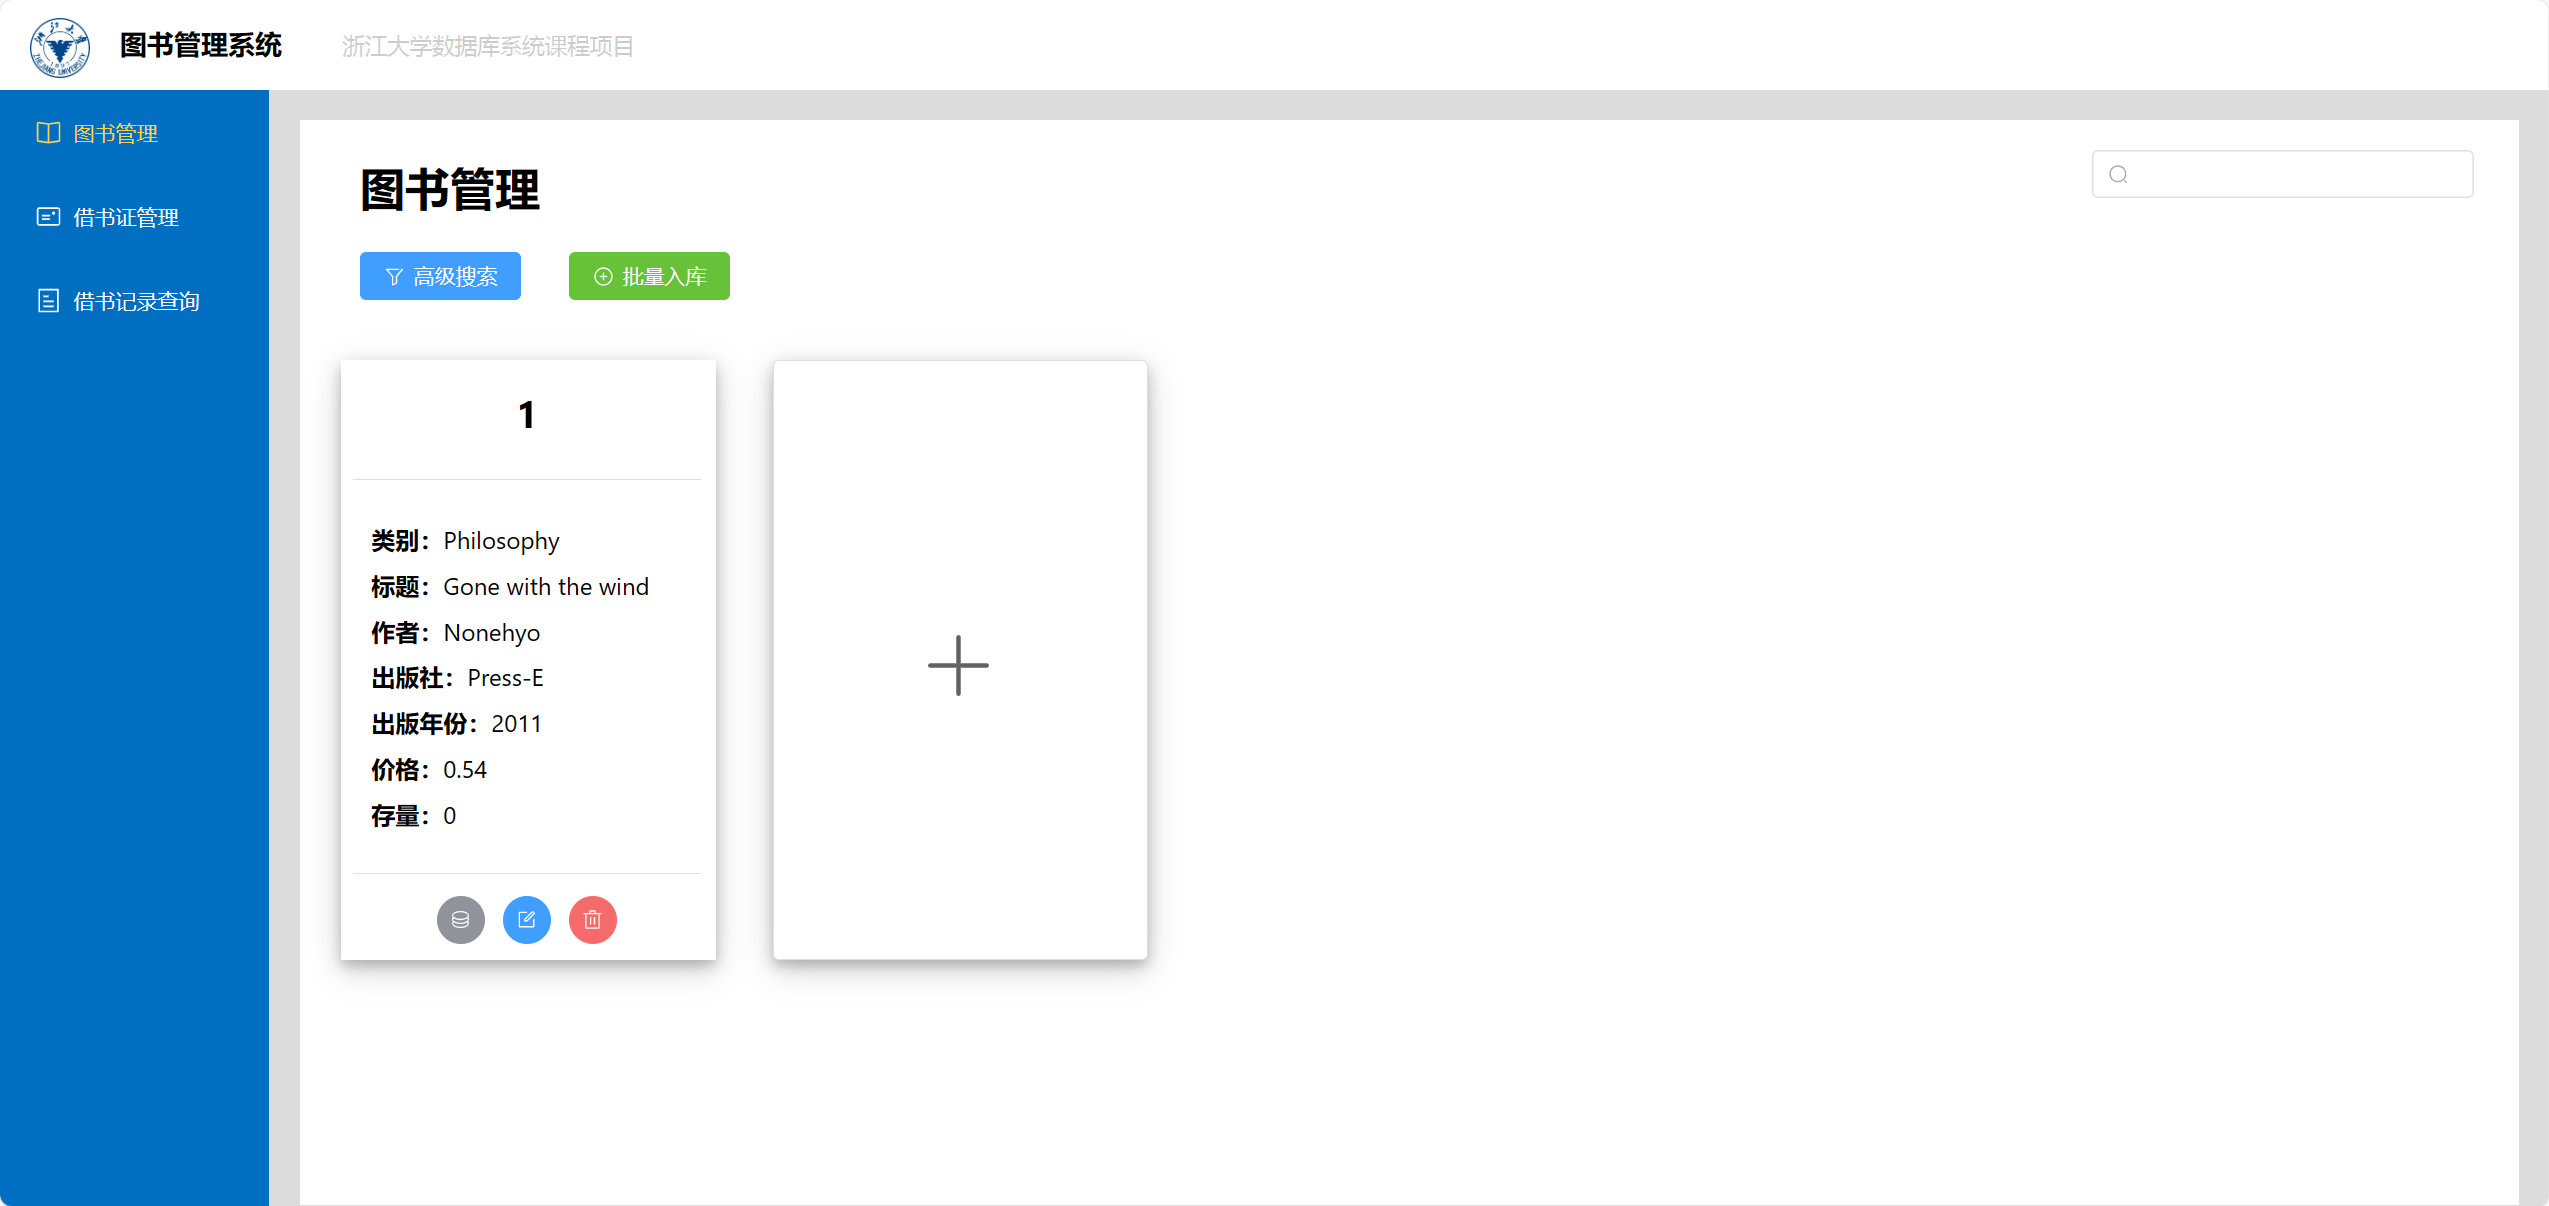 图书管理系统
浙江大学数据库系统课程项目
图书管理
借书证管理
借书记录查询
图书管理
高级搜索
批量入库
1
类别：Philosophy
标题：Gone with the wind
作者：Nonehyo
出版社：Press-E
出版年份：2011
价格：0.54
存量：0